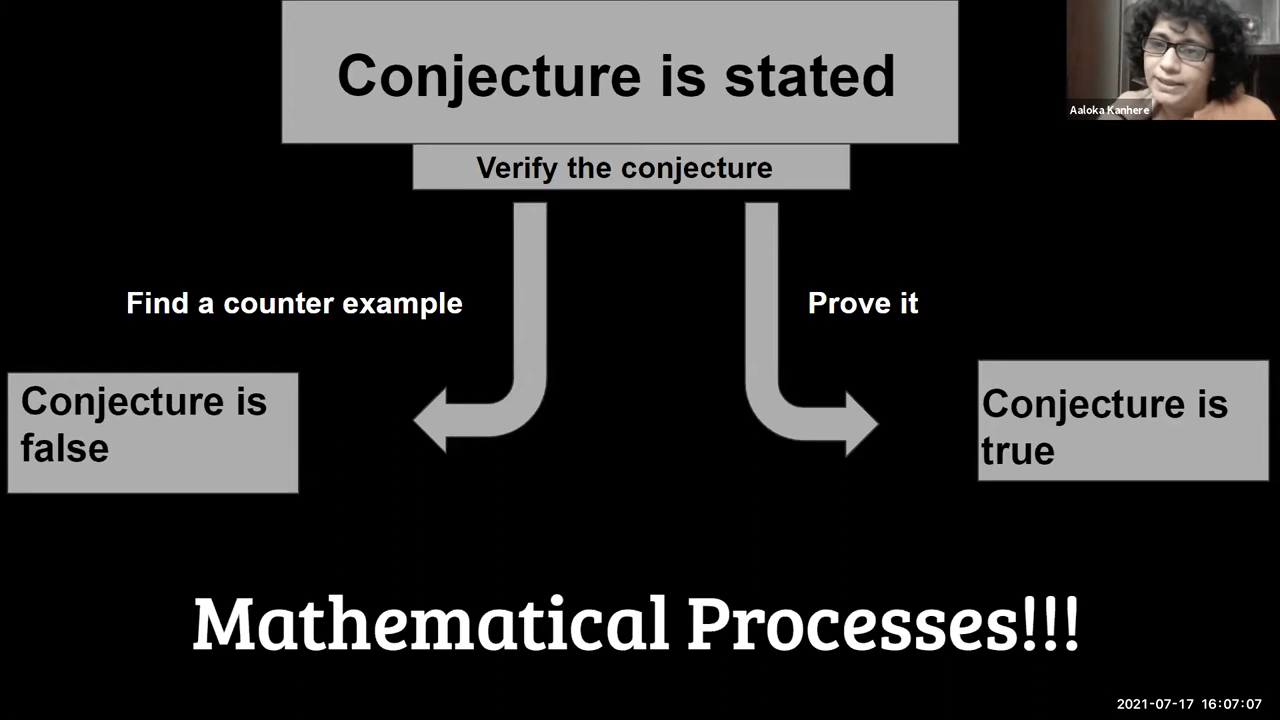 Conjecture is stated
Aaloka Kanhere
Verify the conjecture
Find a counter example
Prove it
Conjecture is
false
Conjecture is
true
Mathematical Processes!!!
2021-07-17 16:07:07